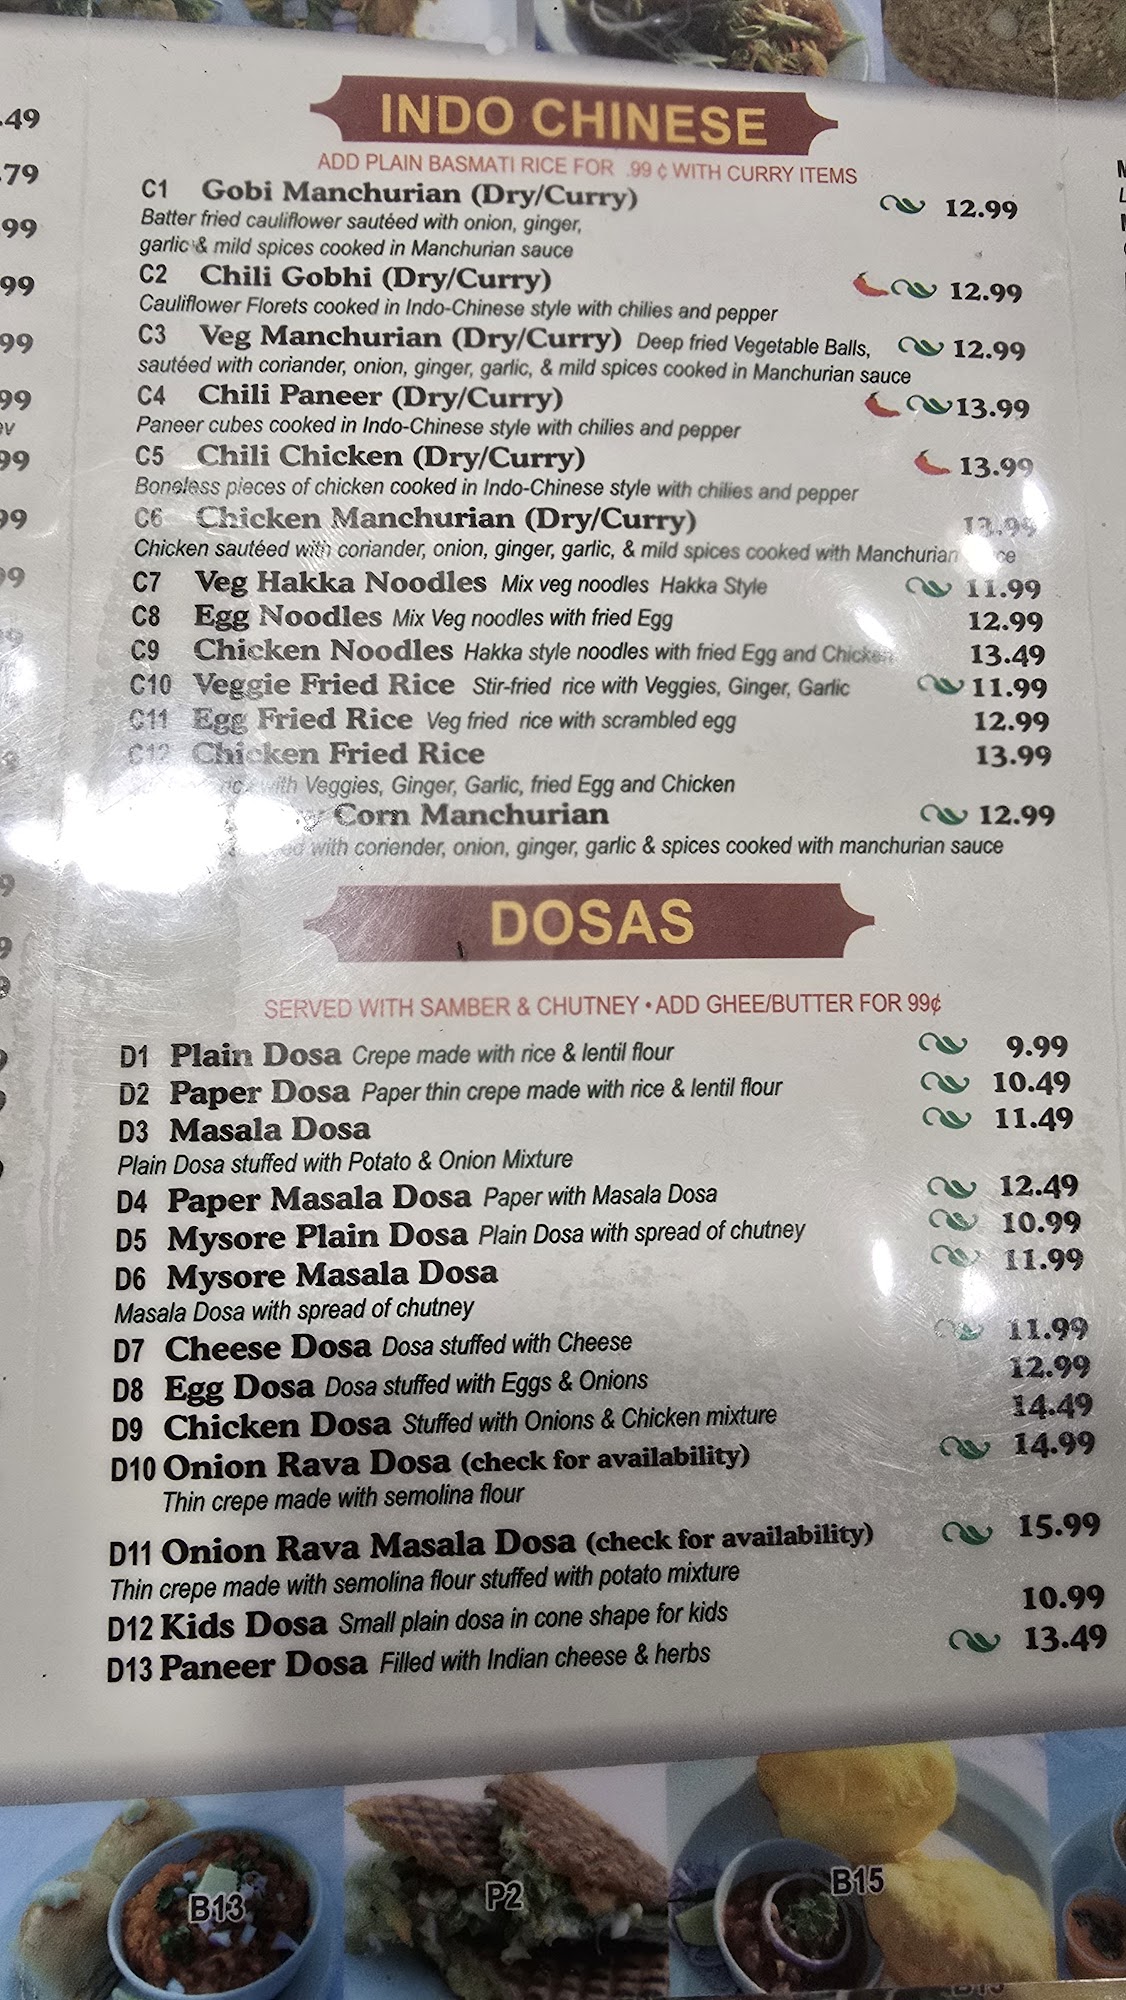 .49
.79
99
99
99
99
ev
99
99
99
INDO CHINESE
ADD PLAIN BASMATI RICE FOR .99 ¢ WITH CURRY ITEMS
C1 Gobi Manchurian (Dry/Curry) 12.99
Batter fried cauliflower sautéed with onion, ginger,
garlic & mild spices cooked in Manchurian sauce
C2 Chili Gobhi (Dry/Curry) 12.99
Cauliflower Florets cooked in Indo-Chinese style with chilies and pepper
C3 Veg Manchurian (Dry/Curry) Deep fried Vegetable Balls, 12.99
sautéed with coriander, onion, ginger, garlic, & mild spices cooked in Manchurian sauce
C4 Chili Paneer (Dry/Curry) 13.99
Paneer cubes cooked in Indo-Chinese style with chilies and pepper
C5 Chili Chicken (Dry/Curry) 13.99
Boneless pieces of chicken cooked in Indo-Chinese style with chilies and pepper
C6 Chicken Manchurian (Dry/Curry) 13.99
Chicken sautéed with coriander, onion, ginger, garlic, & mild spices cooked with Manchurian
C7 Veg Hakka Noodles Mix veg noodles Hakka Style 11.99
C8 Egg Noodles Mix Veg noodles with fried Egg 12.99
C9 Chicken Noodles Hakka style noodles with fried Egg and Chicken 13.49
C10 Veggie Fried Rice Stir-fried rice with Veggies, Ginger, Garlic 11.99
C11 Egg Fried Rice Veg fried rice with scrambled egg 12.99
C12 Chicken Fried Rice 13.99
with Veggies, Ginger, Garlic, fried Egg and Chicken
Corn Manchurian 12.99
with coriender, onion, ginger, garlic & spices cooked with manchurian sauce
DOSAS
SERVED WITH SAMBER & CHUTNEY • ADD GHEE/BUTTER FOR 99¢
D1 Plain Dosa Crepe made with rice & lentil flour 9.99
D2 Paper Dosa Paper thin crepe made with rice & lentil flour 10.49
D3 Masala Dosa 11.49
Plain Dosa stuffed with Potato & Onion Mixture
D4 Paper Masala Dosa Paper with Masala Dosa 12.49
D5 Mysore Plain Dosa Plain Dosa with spread of chutney 10.99
D6 Mysore Masala Dosa 11.99
Masala Dosa with spread of chutney
D7 Cheese Dosa Dosa stuffed with Cheese 11.99
D8 Egg Dosa Dosa stuffed with Eggs & Onions 12.99
D9 Chicken Dosa Stuffed with Onions & Chicken mixture 14.49
D10 Onion Rava Dosa (check for availability) 14.99
Thin crepe made with semolina flour
D11 Onion Rava Masala Dosa (check for availability) 15.99
Thin crepe made with semolina flour stuffed with potato mixture
D12 Kids Dosa Small plain dosa in cone shape for kids 10.99
D13 Paneer Dosa Filled with Indian cheese & herbs 13.49
B13
P2
B15